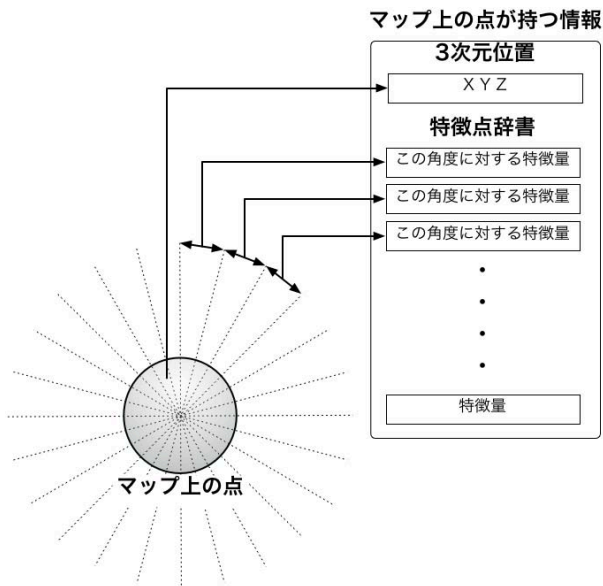 マップ上の点が持つ情報
3次元位置
X Y Z
特徴点辞書
この角度に対する特徴量
この角度に対する特徴量
この角度に対する特徴量
特徴量
マップ上の点